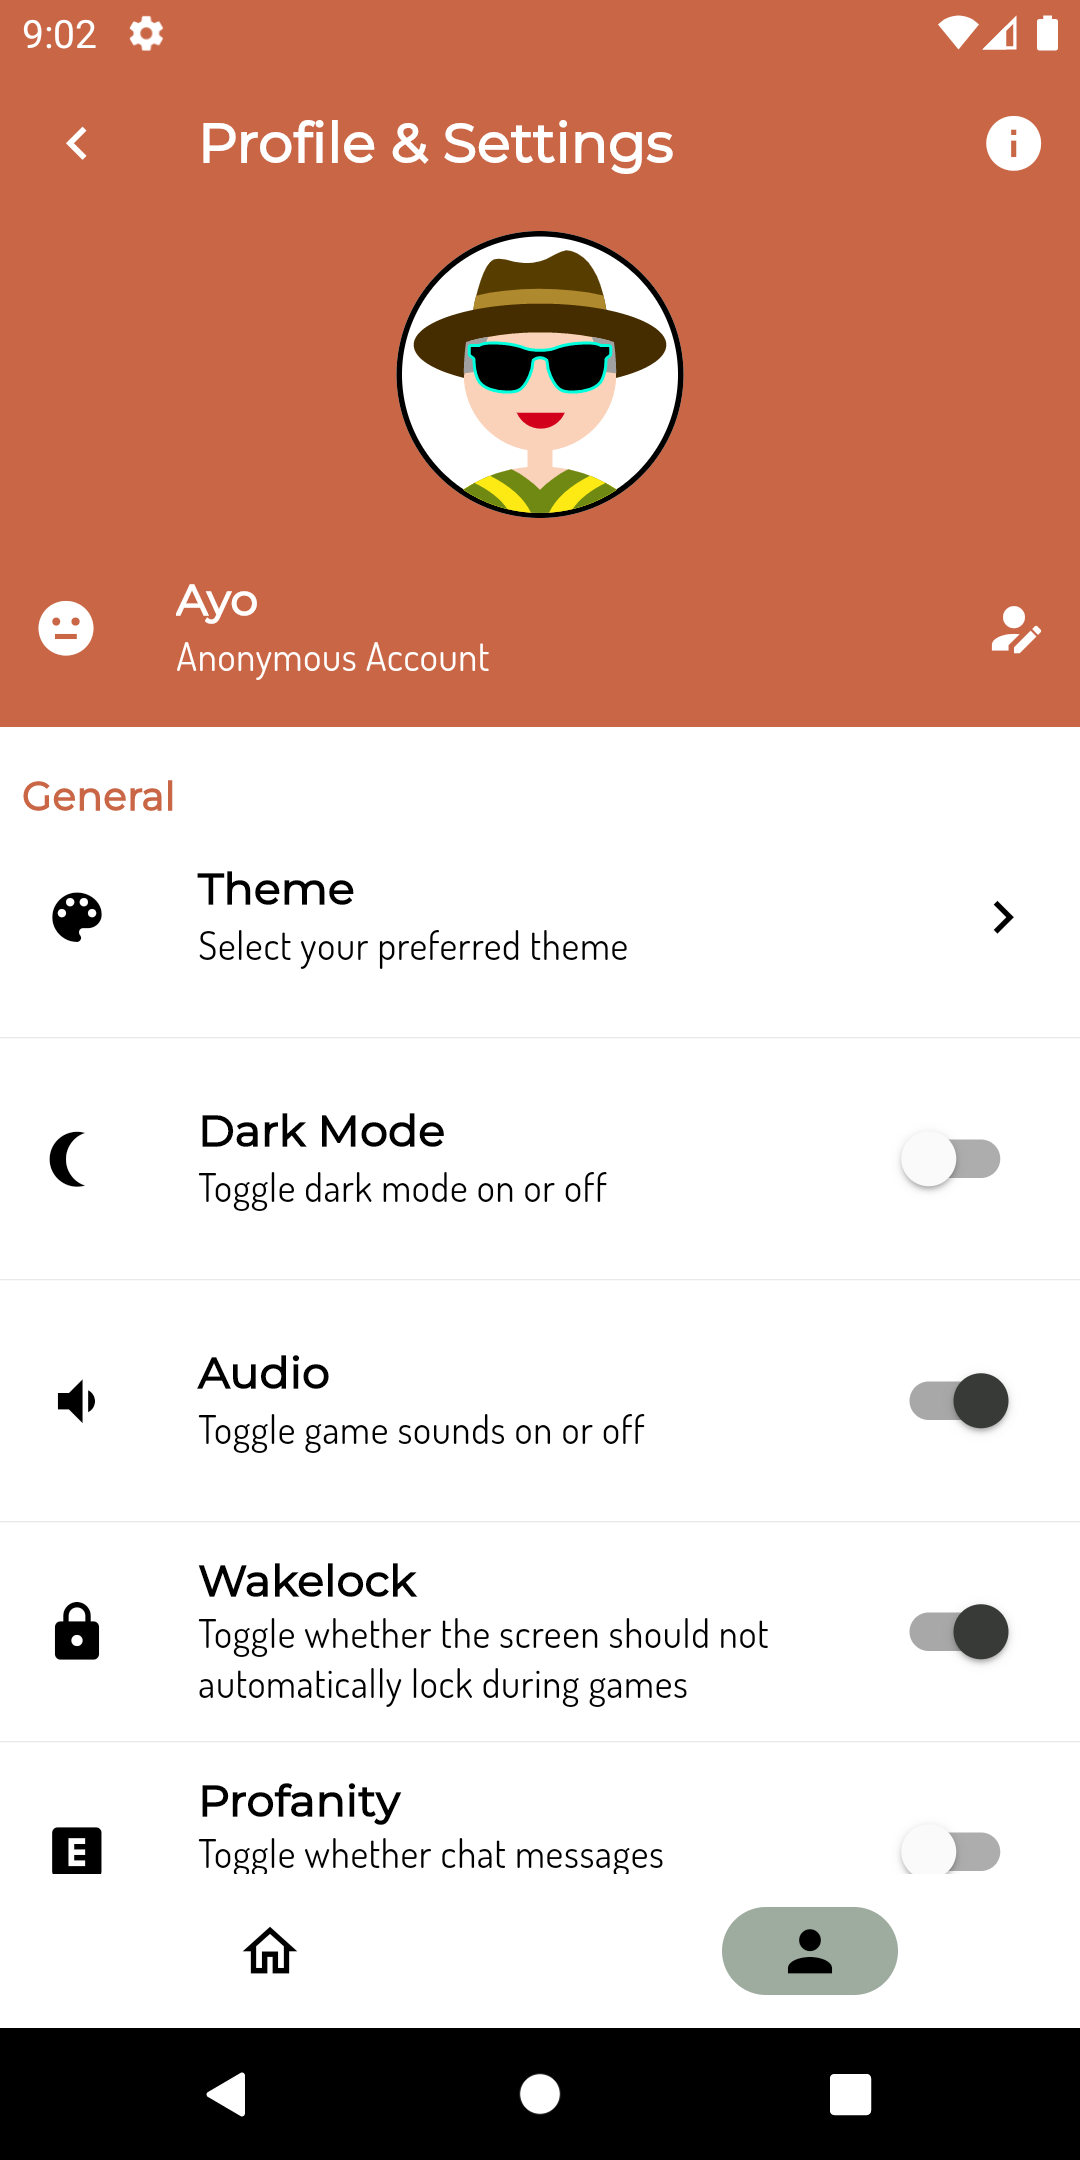 9:02
Profile & Settings
Ayo
Anonymous Account
General
Theme
Select your preferred theme
Dark Mode
Toggle dark mode on or off
Audio
Toggle game sounds on or off
Wakelock
Toggle whether the screen should not
automatically lock during games
Profanity
E
Toggle whether chat messages